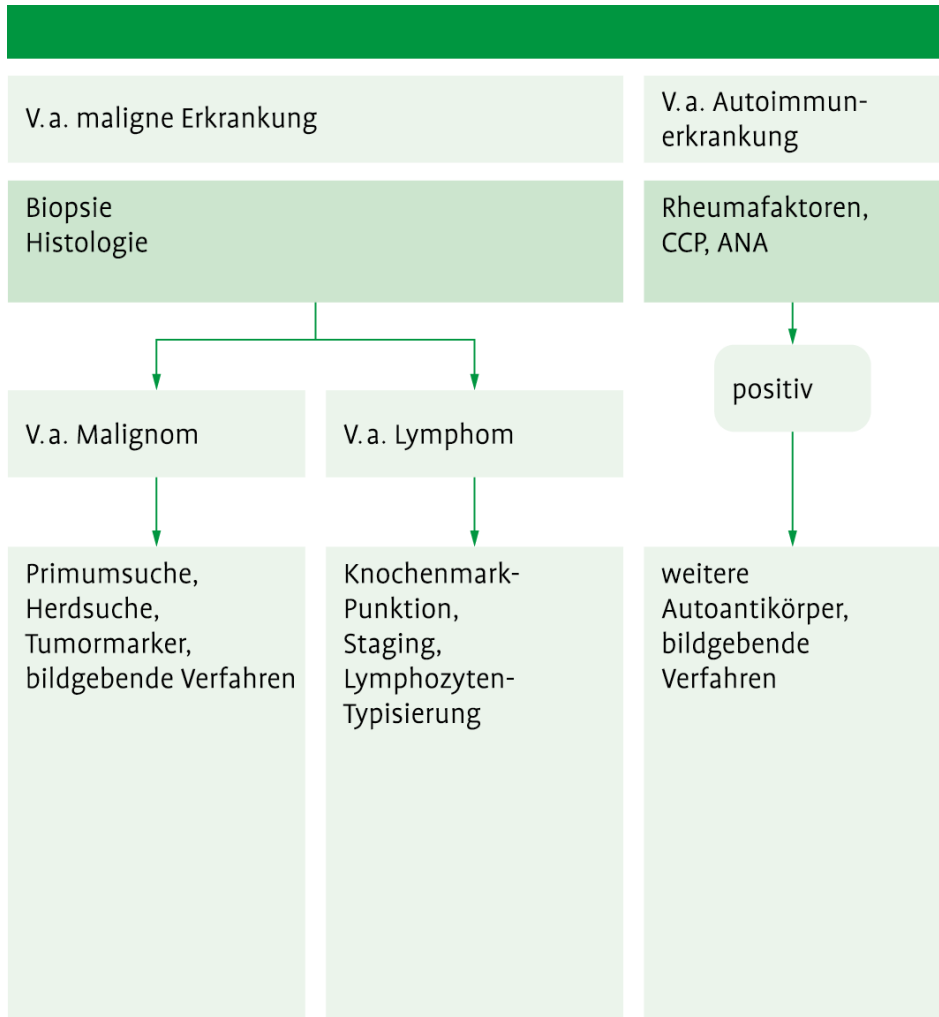 V. a. maligne Erkrankung
V. a. Autoimmun-
erkrankung
Biopsie
Histologie
Rheumafaktoren,
CCP, ANA
positiv
V. a. Malignom
V. a. Lymphom
Primumsuche,
Herdsuche,
Tumormarker,
bildgebende Verfahren
Knochenmark-
Punktion,
Staging,
Lymphozyten-
Typisierung
weitere
Autoantikörper,
bildgebende
Verfahren